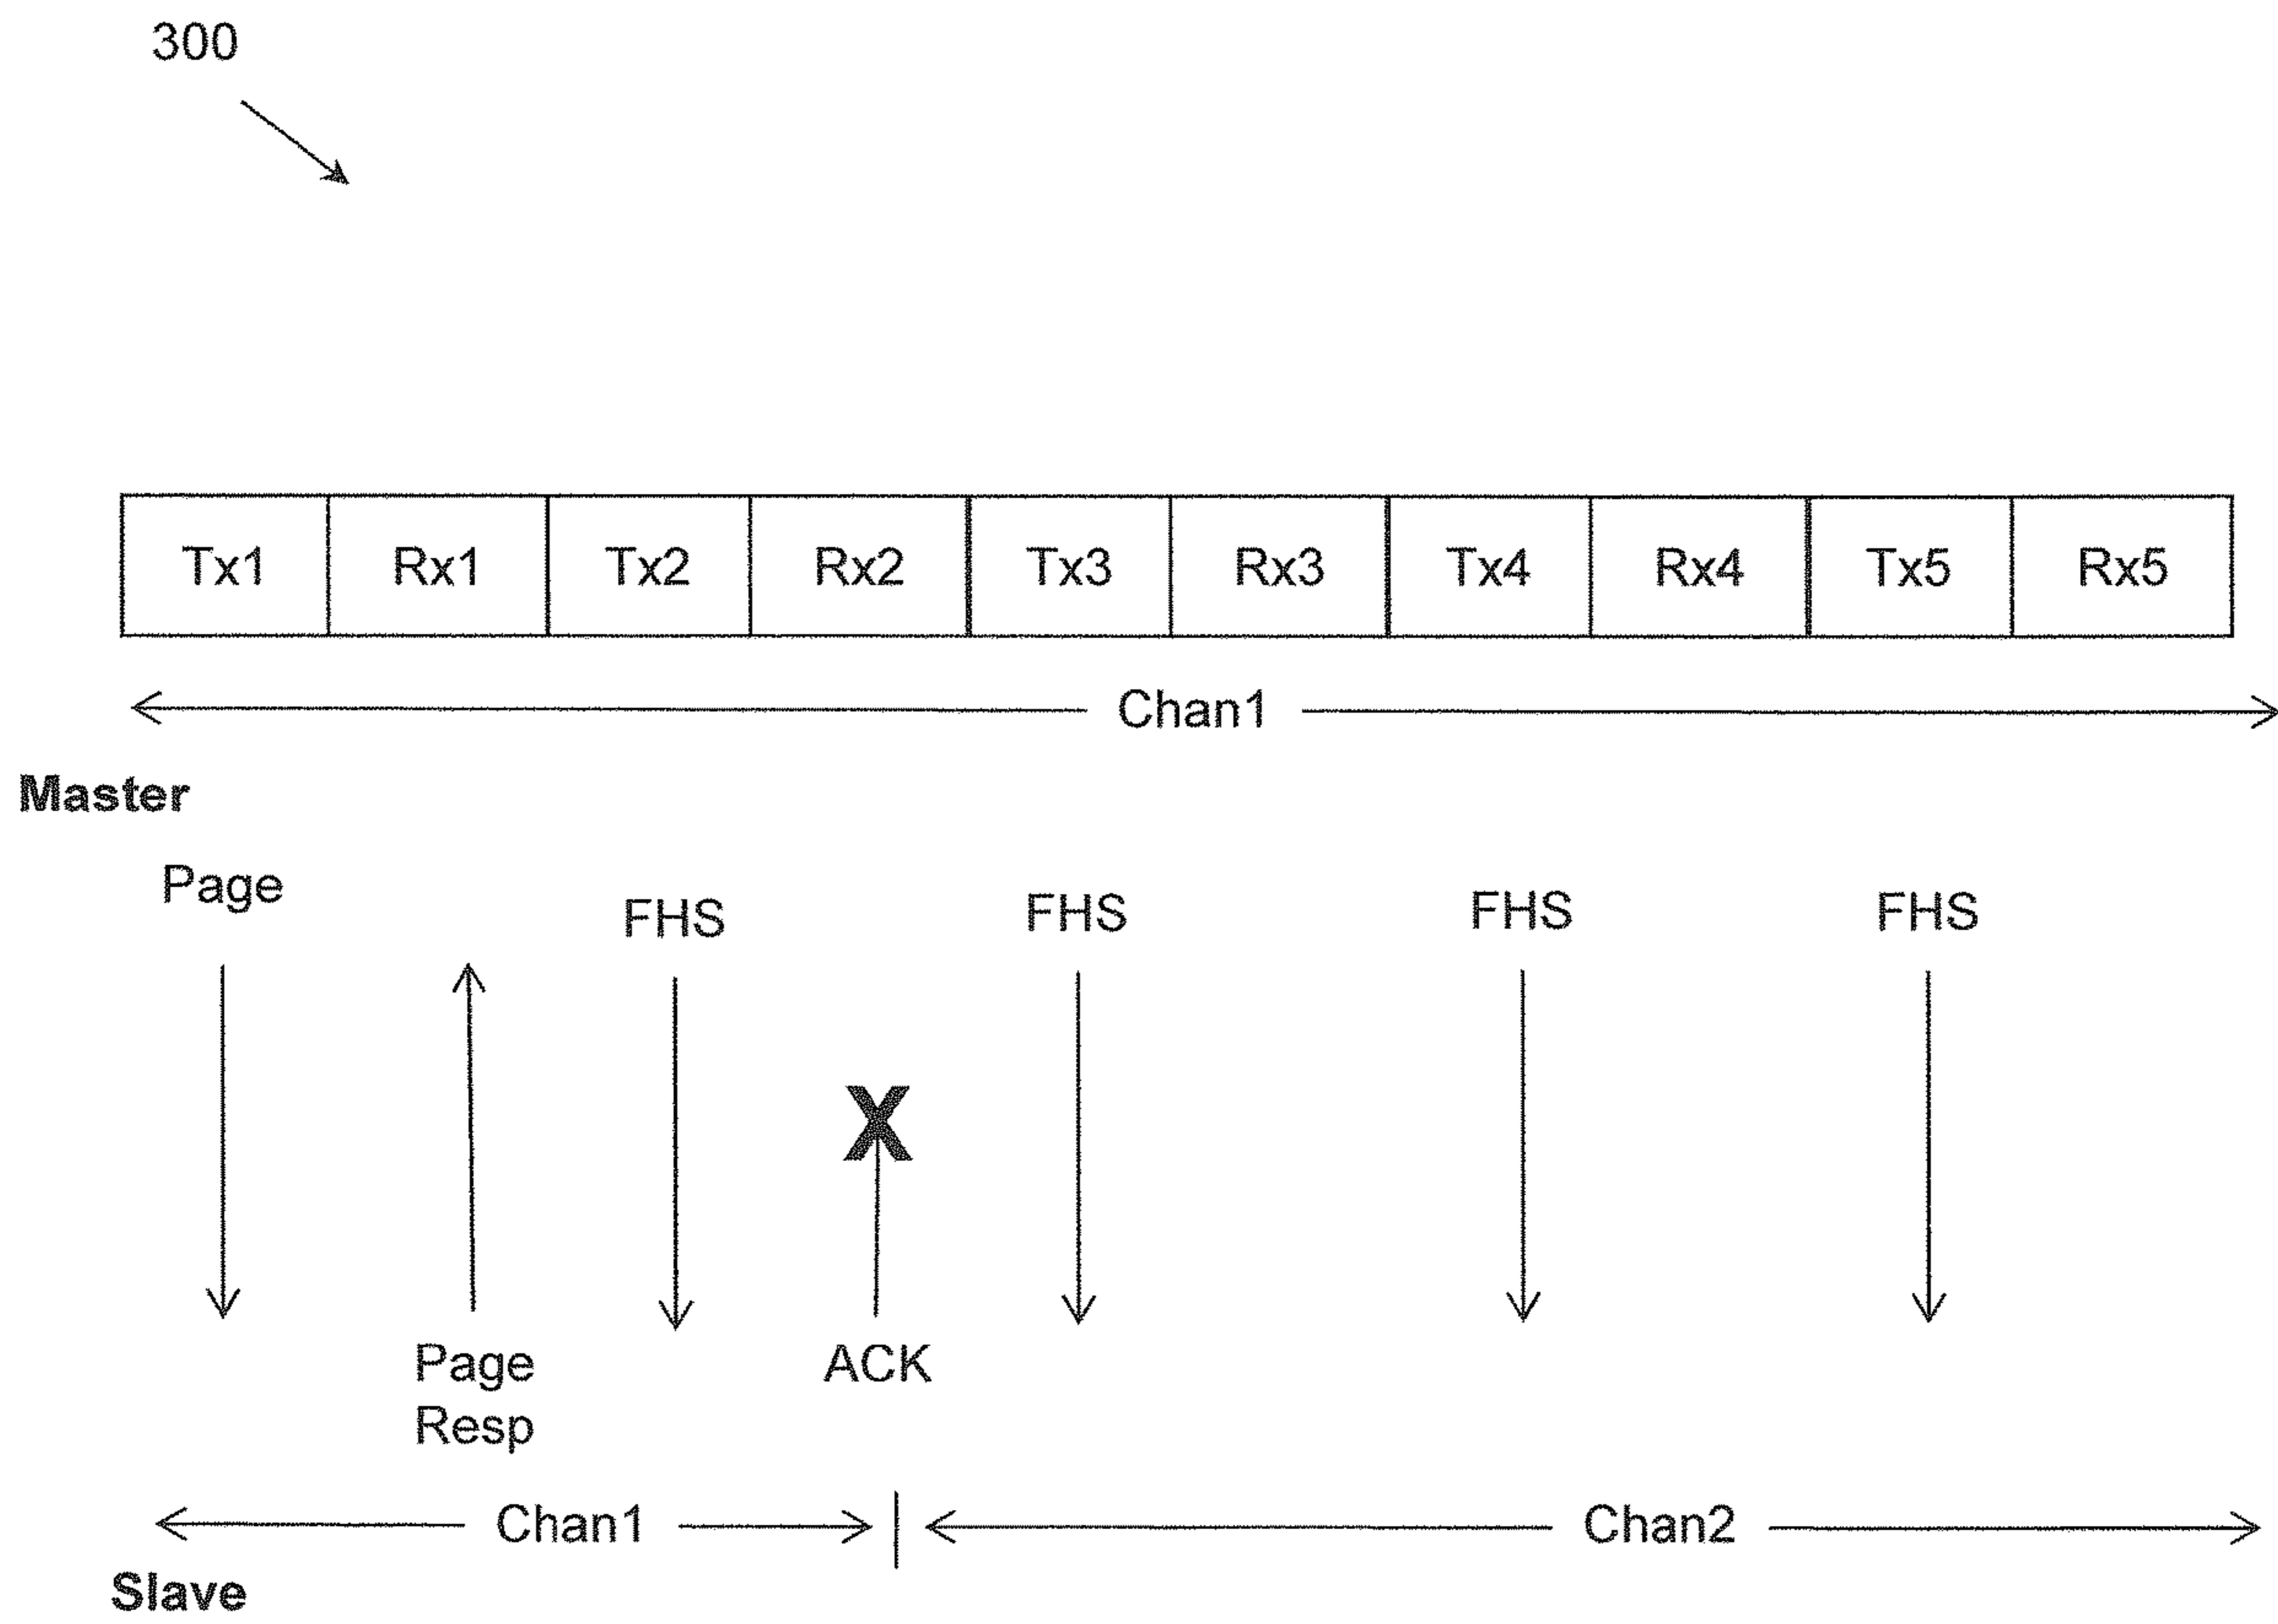 300
Tx1 Rx1 Tx2 Rx2 Tx3 Rx3 Tx4 Rx4 Tx5 Rx5
Chan1
Master
Page FHS FHS FHS FHS
X
Page ACK
Resp
Chan1 Chan2
Slave